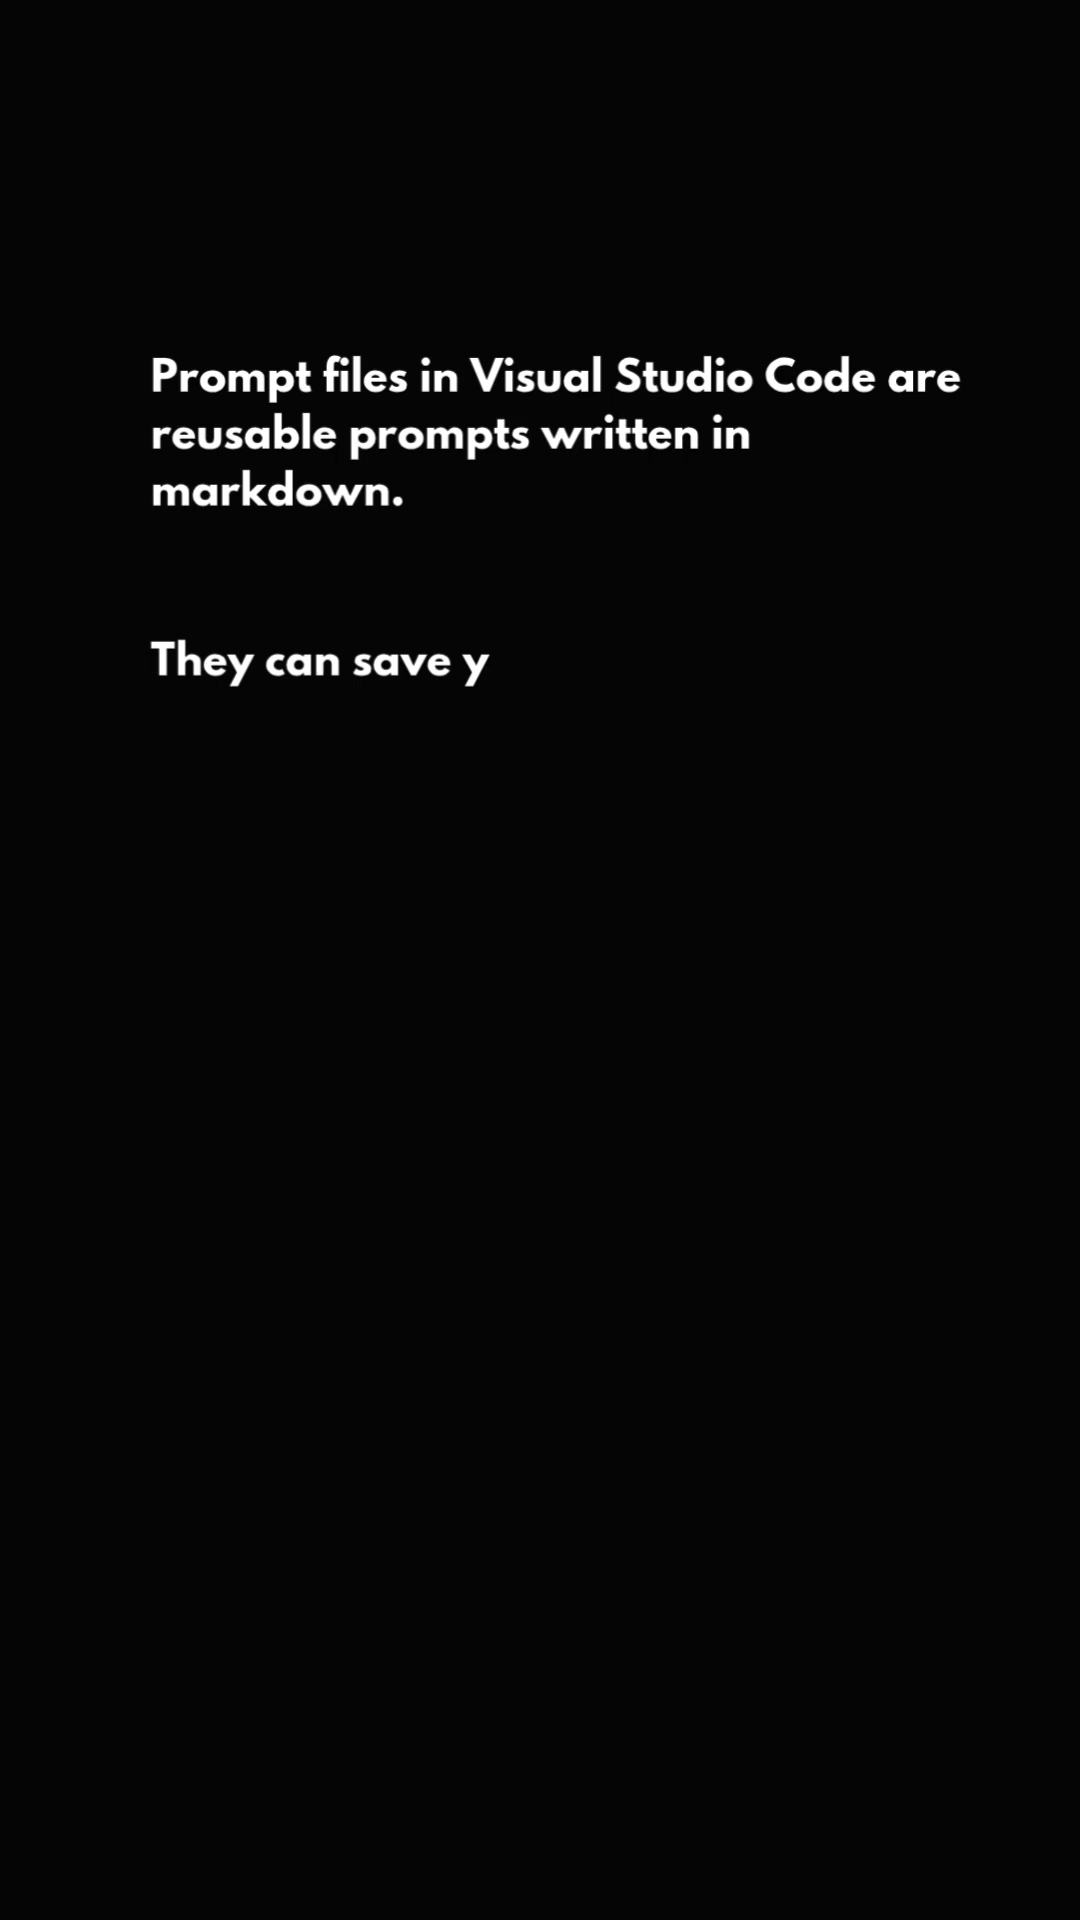 Prompt files in Visual Studio Code are
reusable prompts written in
markdown.
They can save y